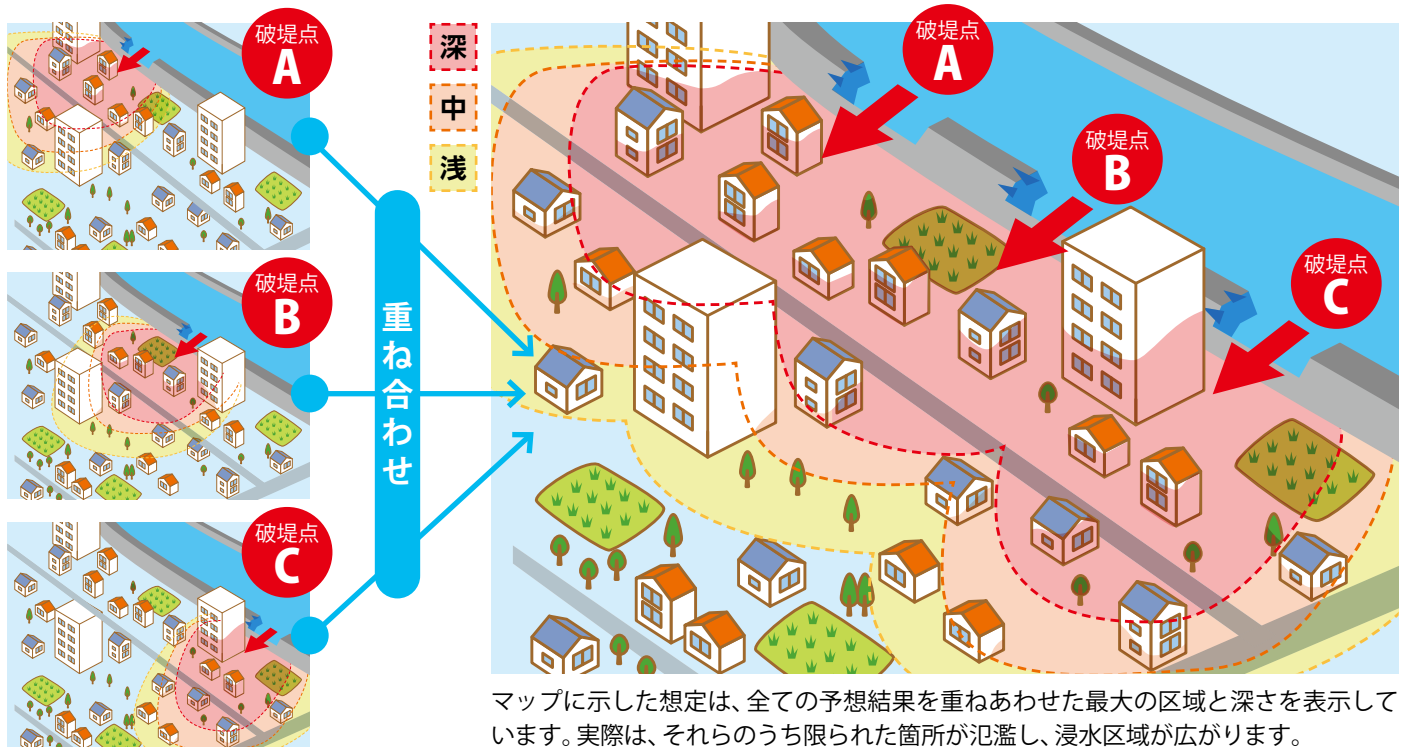 破堤点
A
破堤点
B
破堤点
C
重ね合わせ
深
中
浅
破堤点
A
破堤点
B
破堤点
C
マップに示した想定は、全ての予想結果を重ねあわせた最大の区域と深さを表示して
います。実際は、それらのうち限られた箇所が氾濫し、浸水区域が広がります。